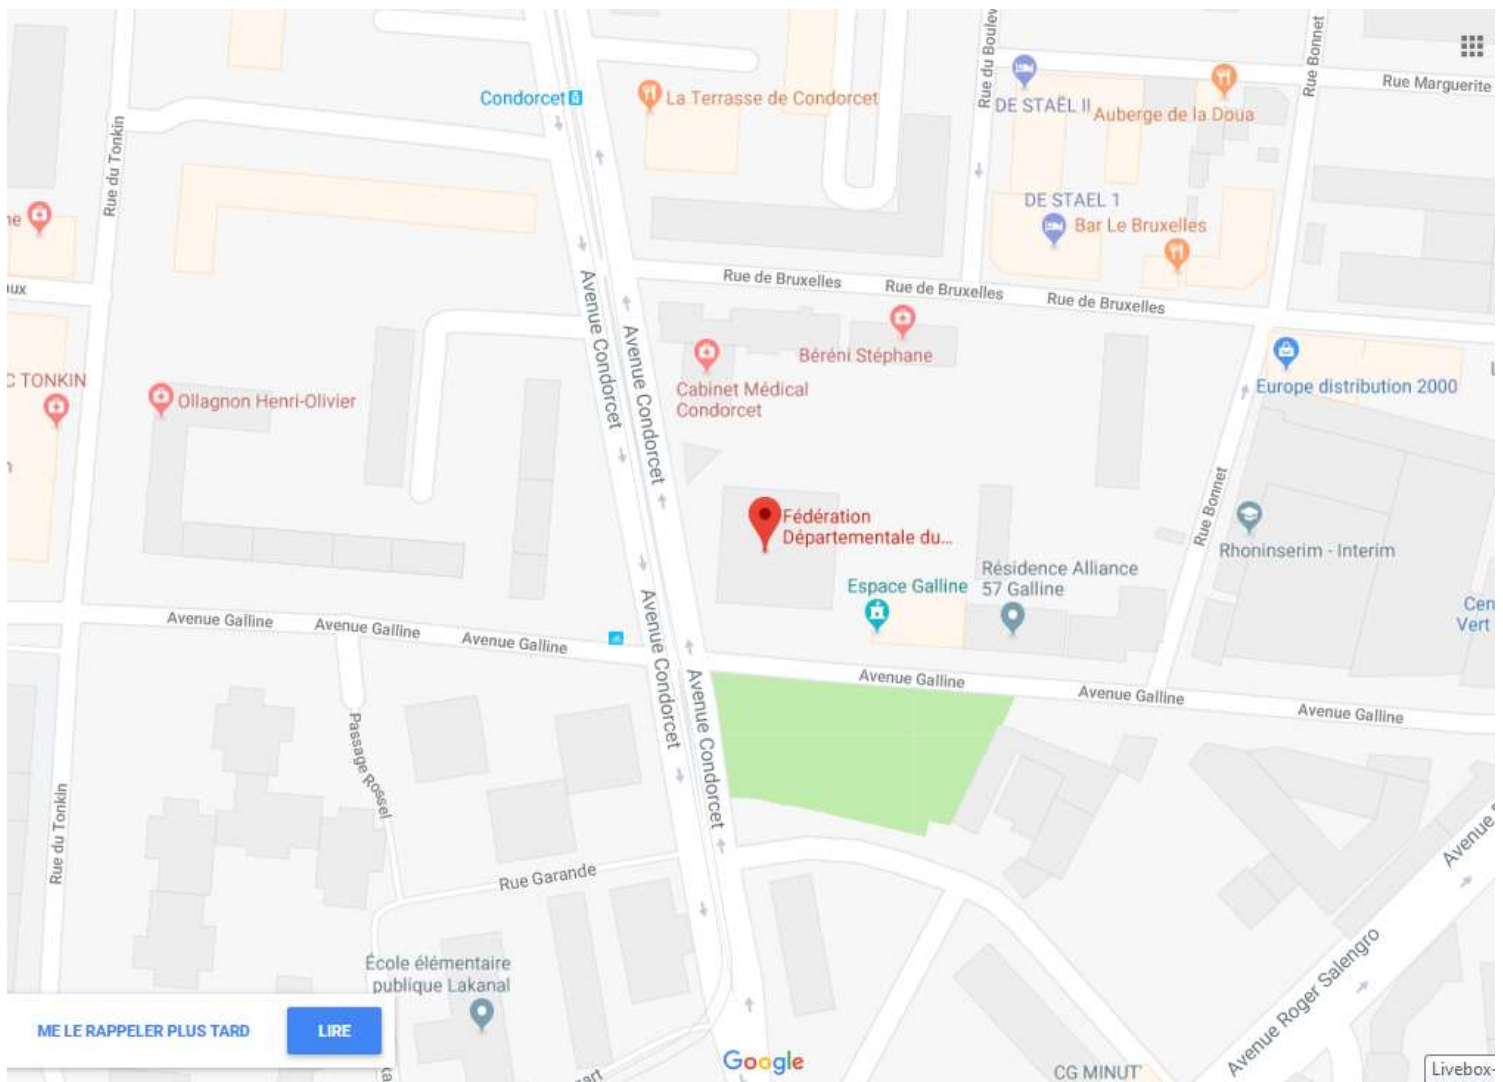 Rue du Boulev
Rue Bonnet
Rue Marguerite
Condorcet
La Terrasse de Condorcet
DE STAËL II
Auberge de la Doua
Rue du Tonkin
ne
DE STAEL 1
Bar Le Bruxelles
aux
Rue de Bruxelles
Rue de Bruxelles
Rue de Bruxelles
Avenue Condorcet
Avenue Condorcet
Béréni Stéphane
C TONKIN
Ollagnon Henri-Olivier
Cabinet Médical
Condorcet
Europe distribution 2000
Rue Bonnet
Fédération
Départementale du...
Rhoninserim - Interim
Espace Galline
Résidence Alliance
57 Galline
Cen
Vert
Avenue Galline
Avenue Galline
Avenue Galline
Avenue Condorcet
Avenue Condorcet
Avenue Galline
Avenue Galline
Avenue Galline
Passage Rossel
Rue du Tonkin
Rue Garande
Avenue
École élémentaire
publique Lakanal
Avenue Roger Salengro
ME LE RAPPELER PLUS TARD
LIRE
Google
CG MINUT'
Livebox-